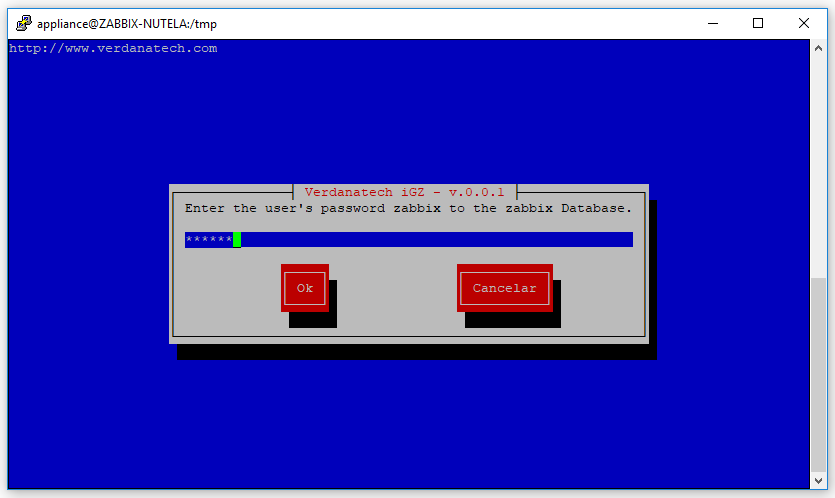 appliance@ZABBIX-NUTELA:/tmp
http://www.verdanatech.com
Verdanatech iGZ - v.0.0.1
Enter the user's password zabbix to the zabbix Database.
******
Ok
Cancelar